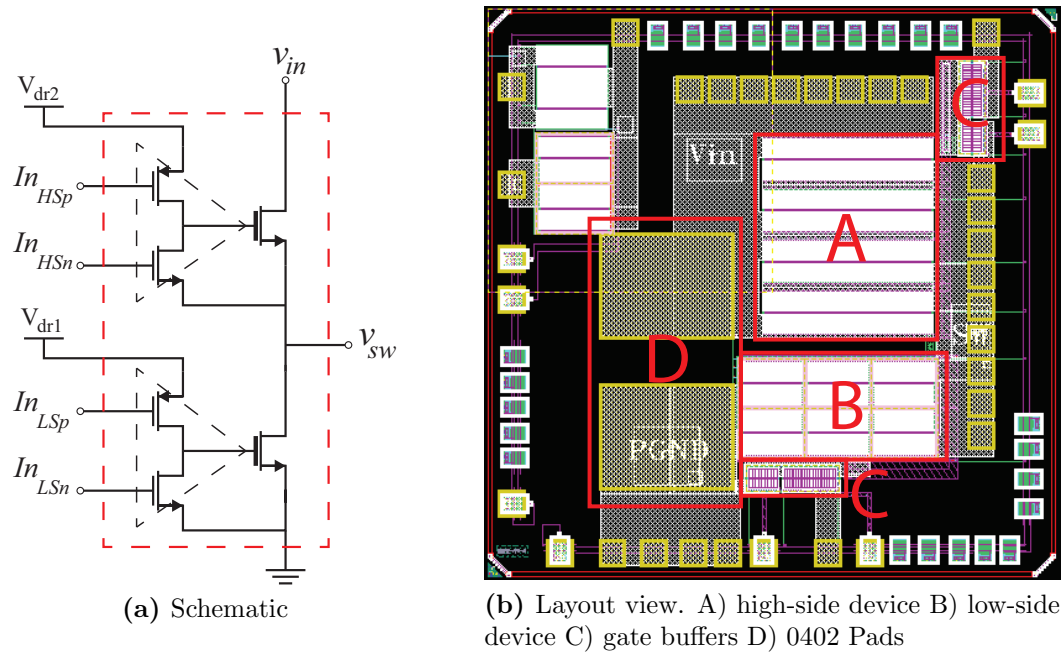 v_in
V_dr2
In_HSp
In_HSn
V_dr1
v_sw
In_LSp
In_LSn
(a) Schematic
C
Vin
A
D
B
PGND
C
(b) Layout view. A) high-side device B) low-side
device C) gate buffers D) 0402 Pads